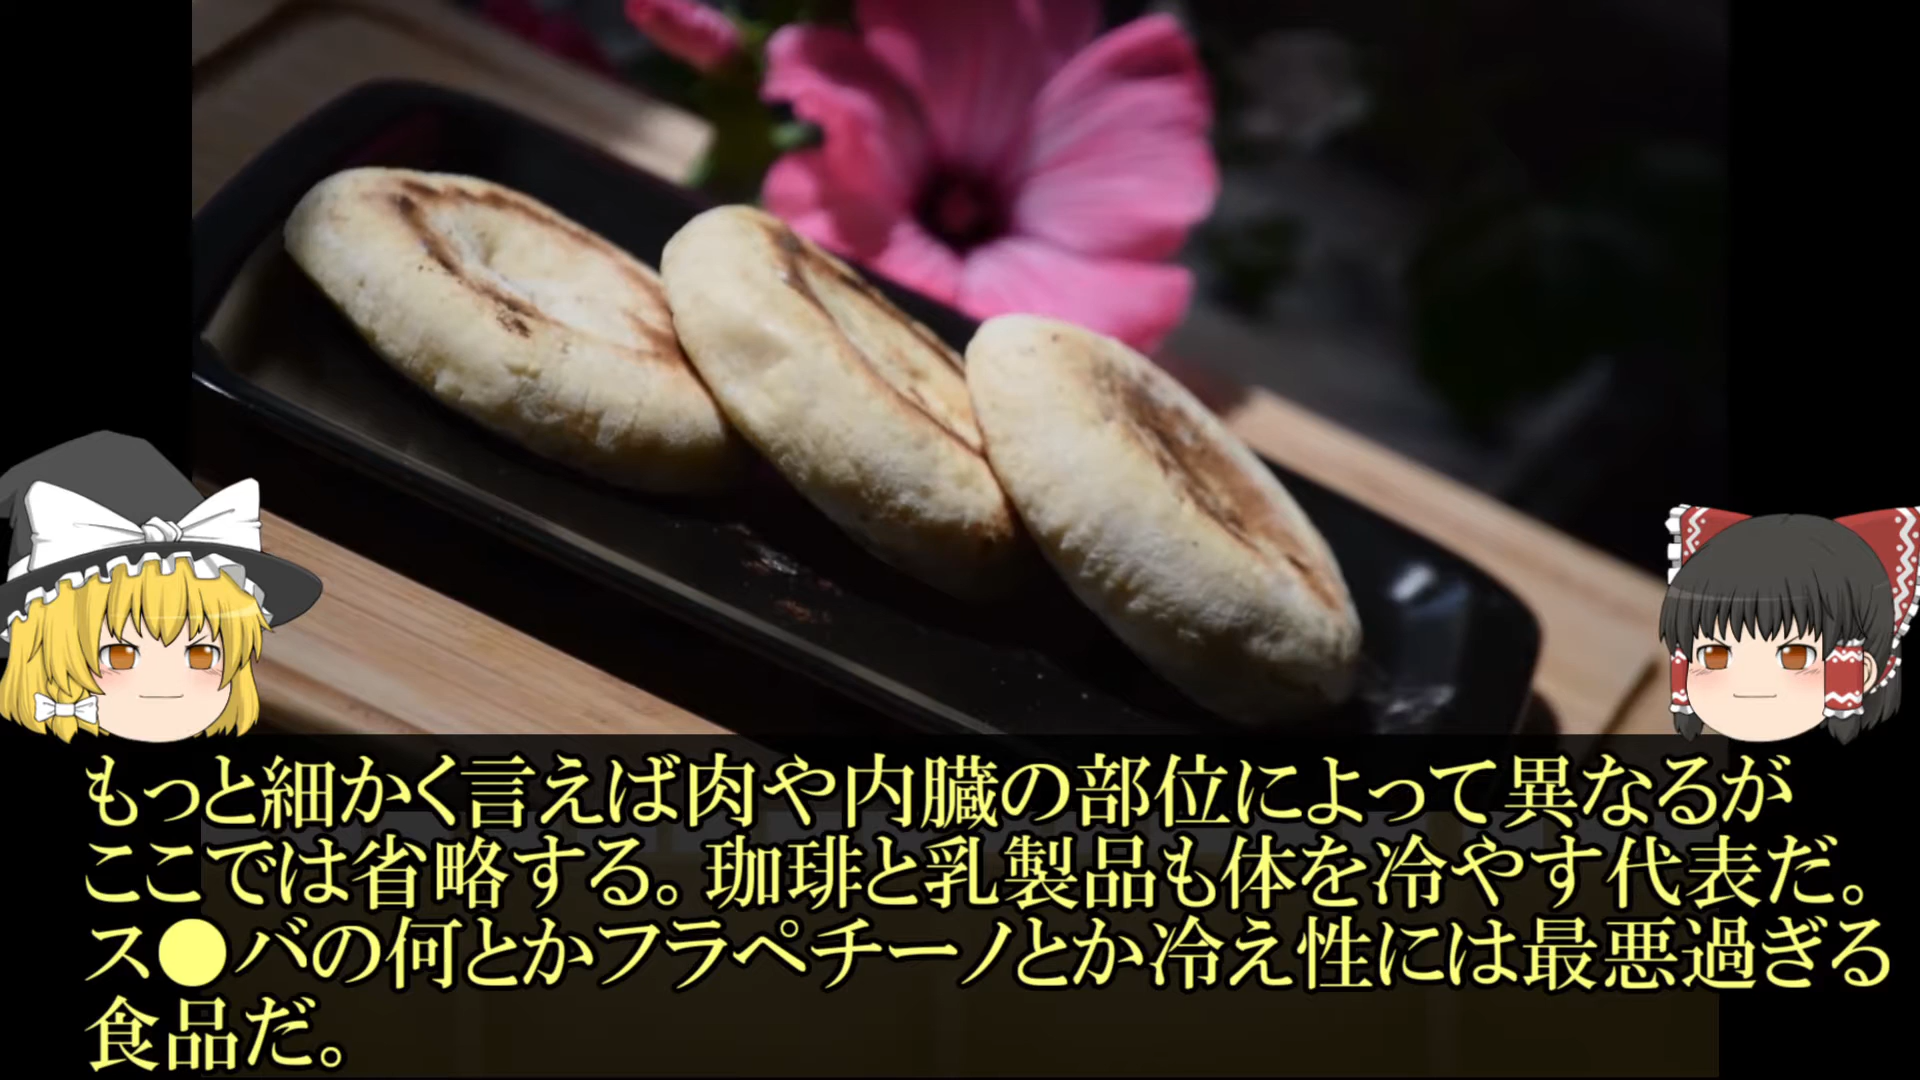 もっと細かく言えば肉や内臓の部位によって異なるが
ここでは省略する。珈琲と乳製品も体を冷やす代表だ。
ス●バの何とかフラペチーノとか冷え性には最悪過ぎる
食品だ。